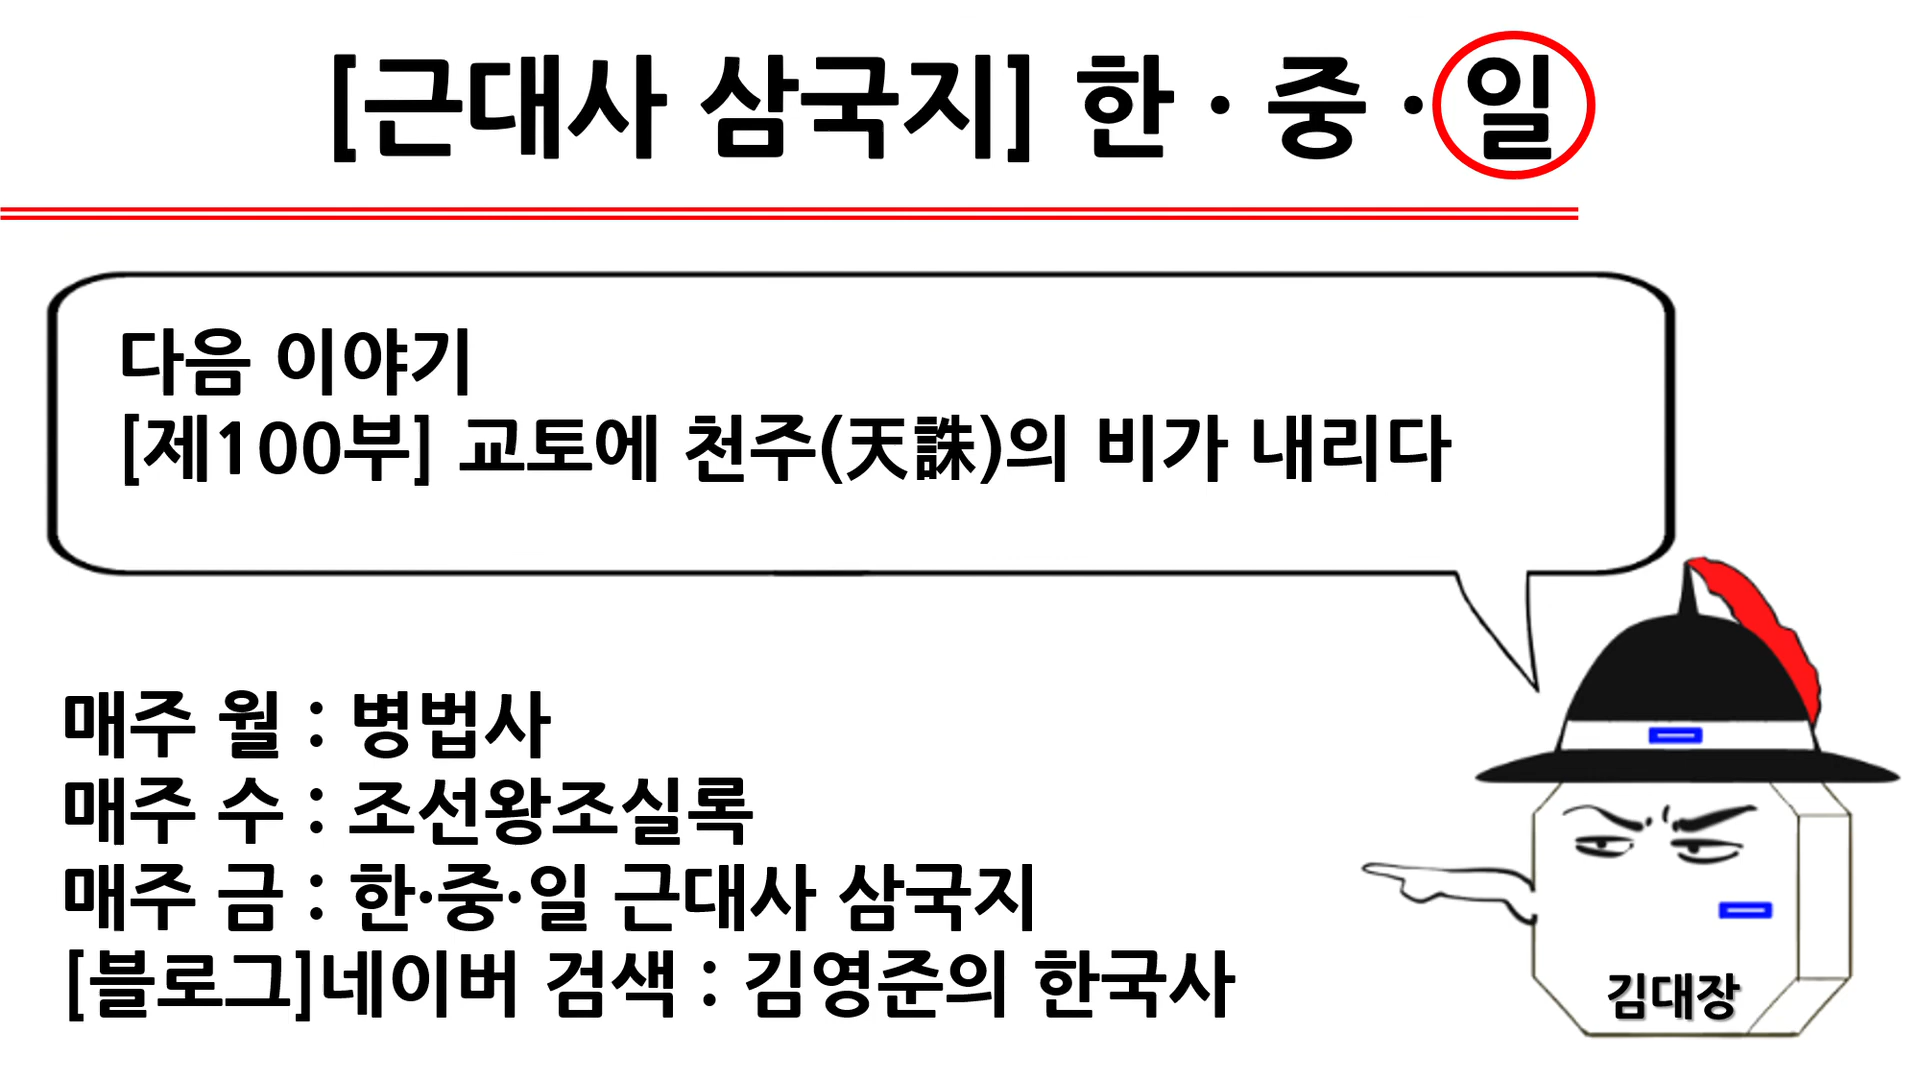 [근대사 삼국지] 한 · 중 · 일
다음 이야기
[제100부] 교토에 천주(天誅)의 비가 내리다
매주 월 : 병법사
매주 수 : 조선왕조실록
매주 금 : 한·중·일 근대사 삼국지
[블로그]네이버 검색 : 김영준의 한국사
김대장